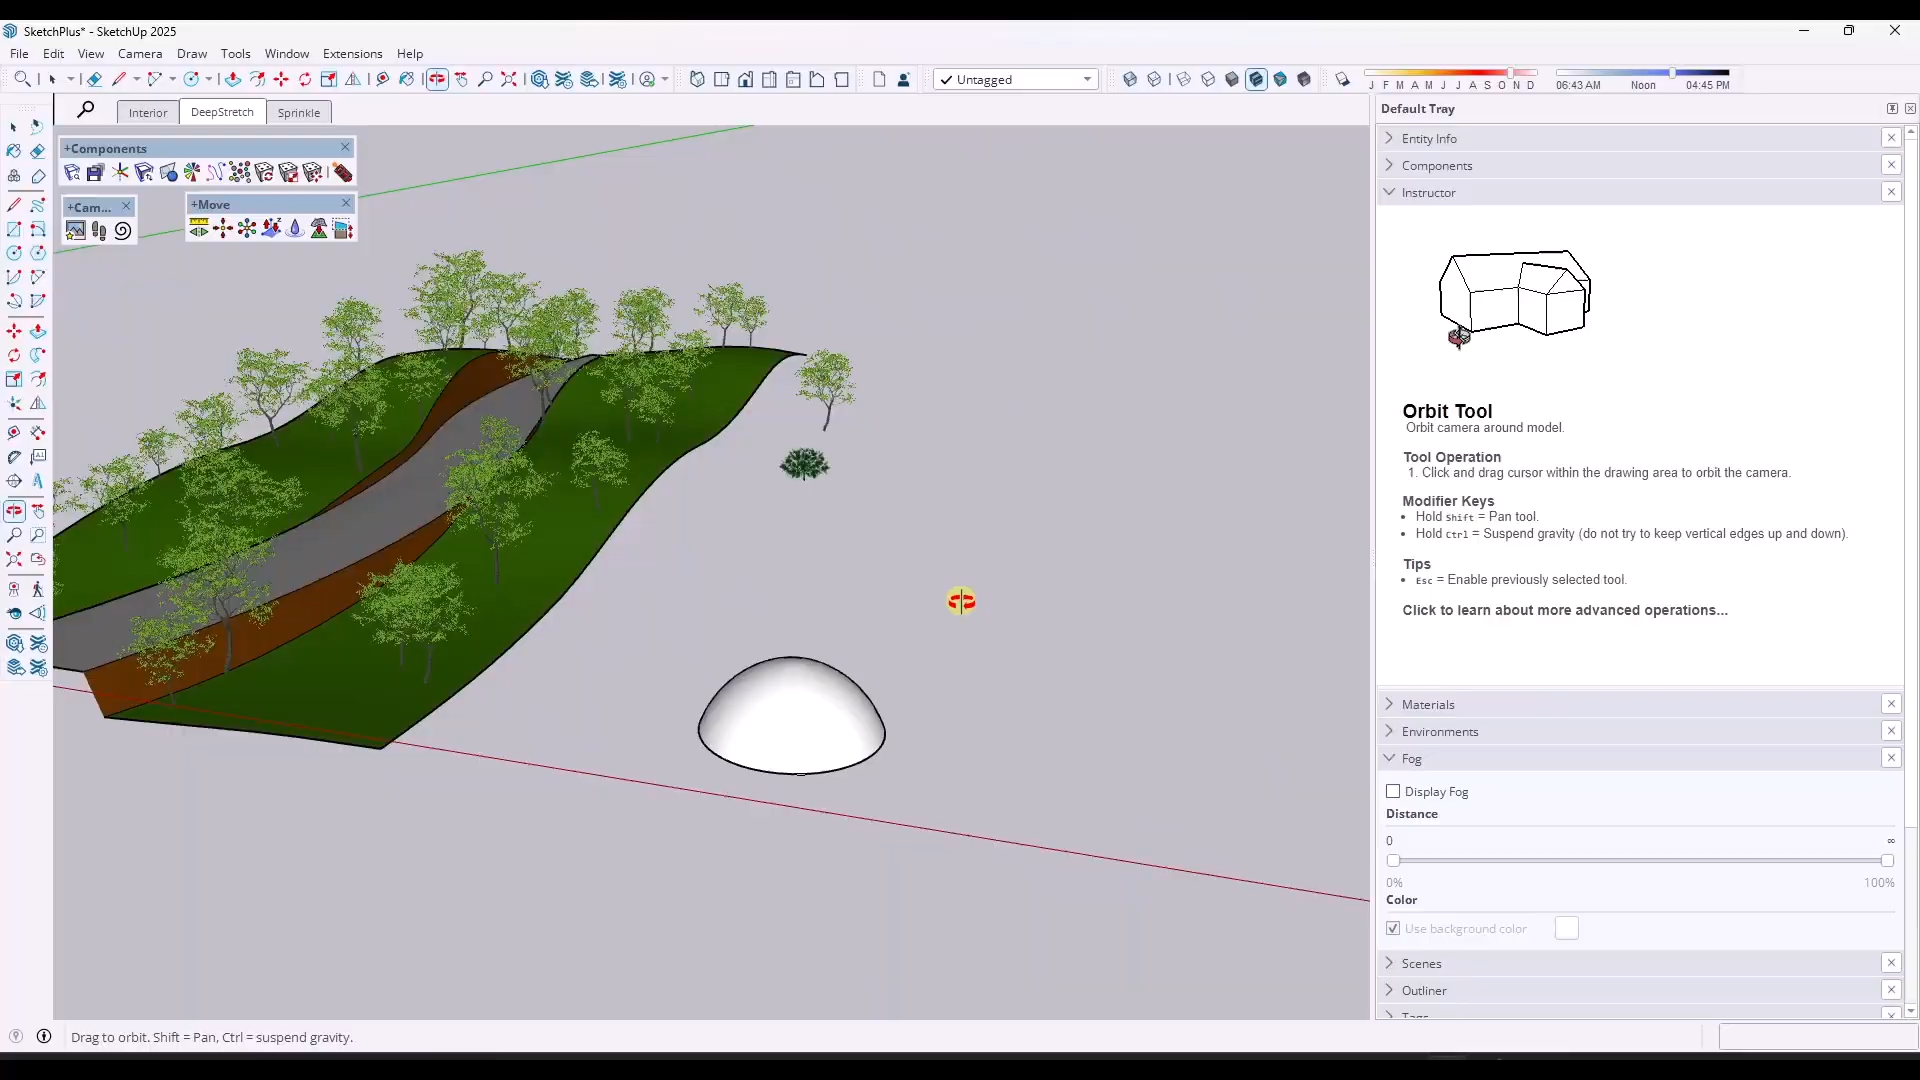 SketchPlus* - SketchUp 2025
File Edit View Camera Draw Tools Window Extensions Help
✓ Untagged
J F M A M J J A S O N D
06:43 AM Noon 04:45 PM
Interior DeepStretch Sprinkle
Default Tray
+Components
+Cam...
+Move
Entity Info
Components
Instructor
Orbit Tool
Orbit camera around model.
Tool Operation
1. Click and drag cursor within the drawing area to orbit the camera.
Modifier Keys
• Hold Shift = Pan tool.
• Hold Ctrl = Suspend gravity (do not try to keep vertical edges up and down).
Tips
• Esc = Enable previously selected tool.
Click to learn about more advanced operations...
Materials
Environments
Fog
Display Fog
Distance
0 ∞
0% 100%
Color
Use background color
Scenes
Outliner
Tags
Drag to orbit. Shift = Pan, Ctrl = suspend gravity.